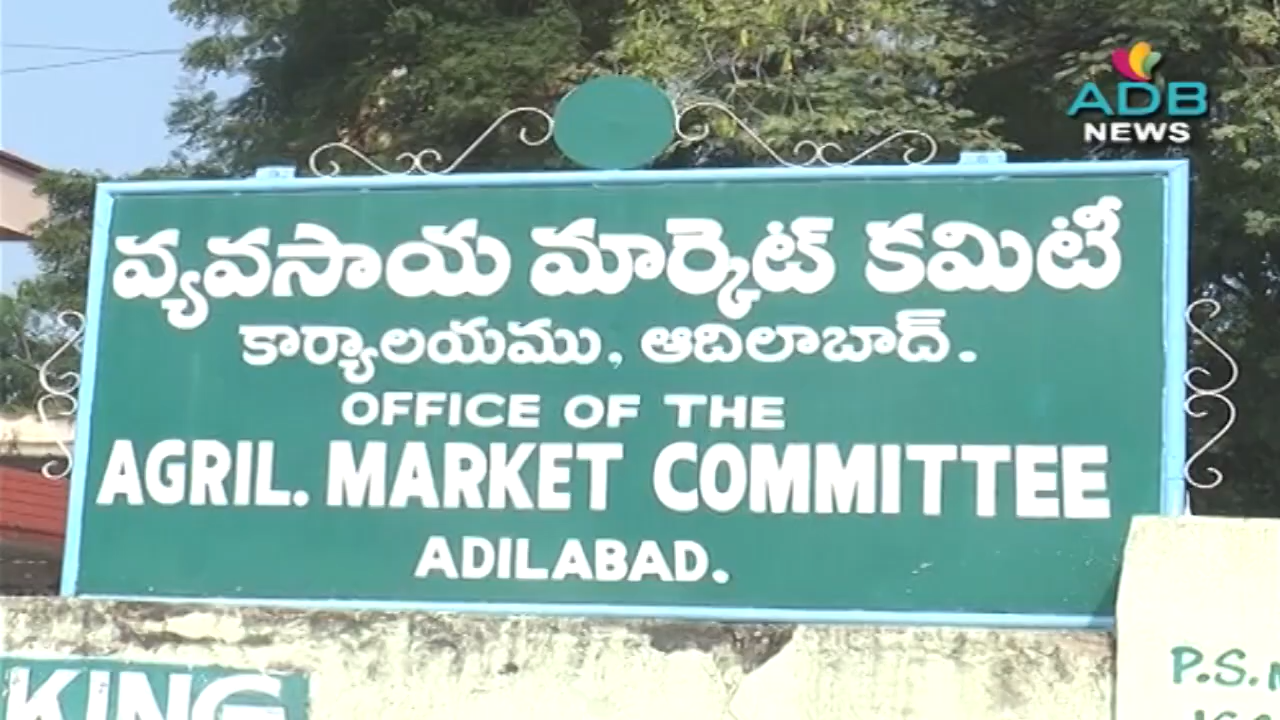 ADB
NEWS
వ్యవసాయ మార్కెట్ కమిటీ
కార్యాలయము, ఆదిలాబాద్.
OFFICE OF THE
AGRIL. MARKET COMMITTEE
ADILABAD.
KING
P.S.